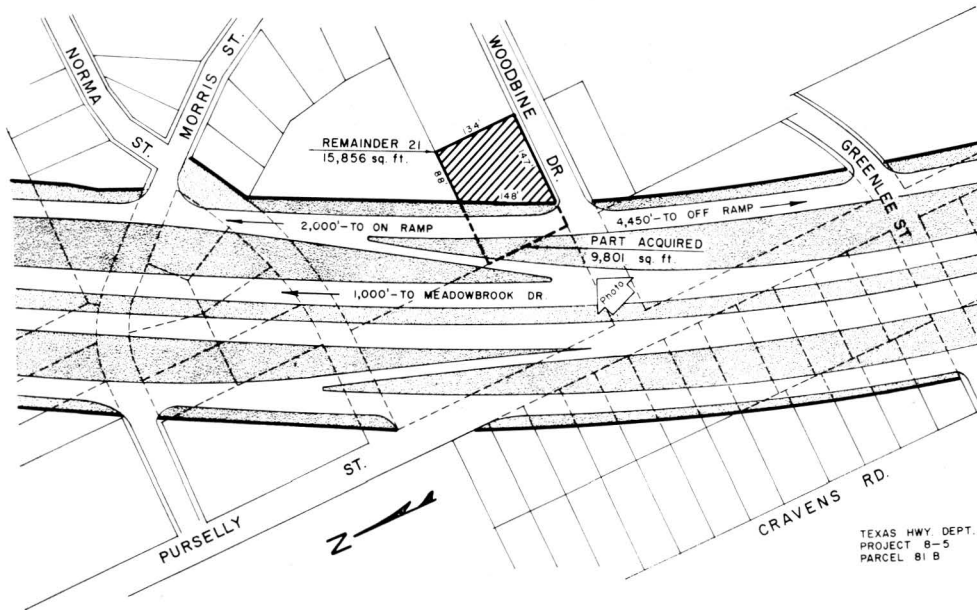 NORMA
ST.
MORRIS ST.
WOODBINE
DR.
REMAINDER 21
15,856 sq. ft.
134'
88'
147'
148'
GREENLEE ST.
2,000'-TO ON RAMP
4,450'-TO OFF RAMP
PART ACQUIRED
9,801 sq. ft.
1,000'-TO MEADOWBROOK DR.
Photo
PURSELLY
ST.
N
CRAVENS RD.
TEXAS HWY. DEPT.
PROJECT 8-5
PARCEL 81 B